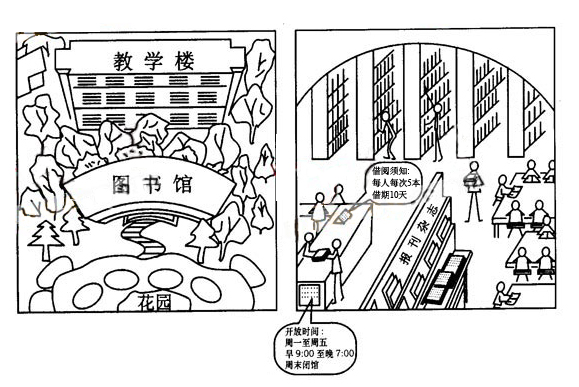 教学楼
图书馆
花园
借阅须知:
每人每次5本
借期10天
报刊杂志
开放时间:
周一至周五
早9:00至晚7:00
周末闭馆